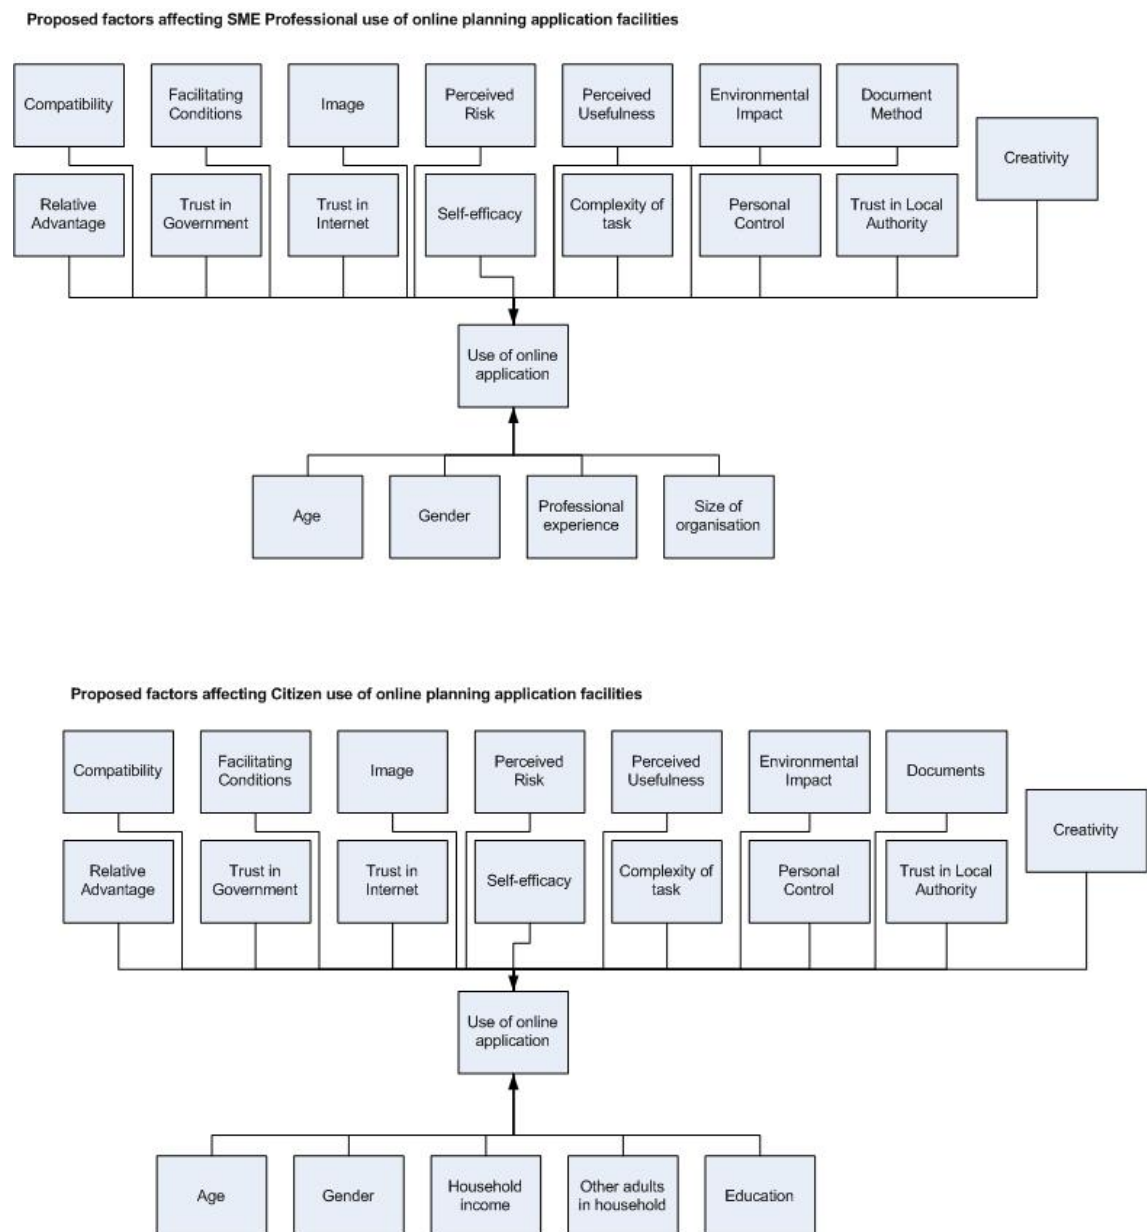 Proposed factors affecting SME Professional use of online planning application facilities
Compatibility
Facilitating
Conditions
Image
Perceived
Risk
Perceived
Usefulness
Environmental
Impact
Document
Method
Creativity
Relative
Advantage
Trust in
Government
Trust in
Internet
Self-efficacy
Complexity of
task
Personal
Control
Trust in Local
Authority
Use of online
application
Age
Gender
Professional
experience
Size of
organisation
Proposed factors affecting Citizen use of online planning application facilities
Compatibility
Facilitating
Conditions
Image
Perceived
Risk
Perceived
Usefulness
Environmental
Impact
Documents
Creativity
Relative
Advantage
Trust in
Government
Trust in
Internet
Self-efficacy
Complexity of
task
Personal
Control
Trust in Local
Authority
Use of online
application
Age
Gender
Household
income
Other adults
in household
Education